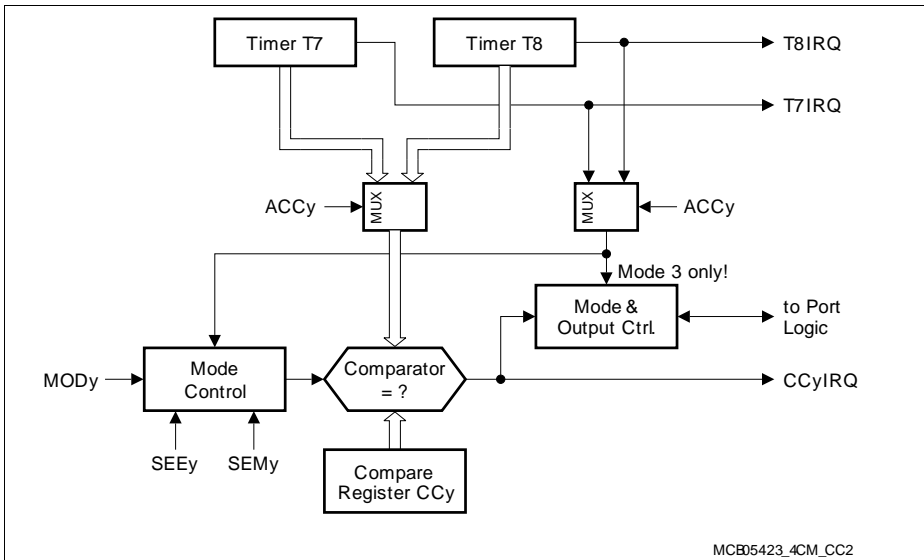 Timer T7
Timer T8
T8IRQ
T7IRQ
ACCy
MUX
MUX
ACCy
Mode 3 only!
Mode &
Output Ctrl.
to Port
Logic
MODy
Mode
Control
Comparator
= ?
CCyIRQ
SEEy
SEMy
Compare
Register CCy
MCB05423_4CM_CC2